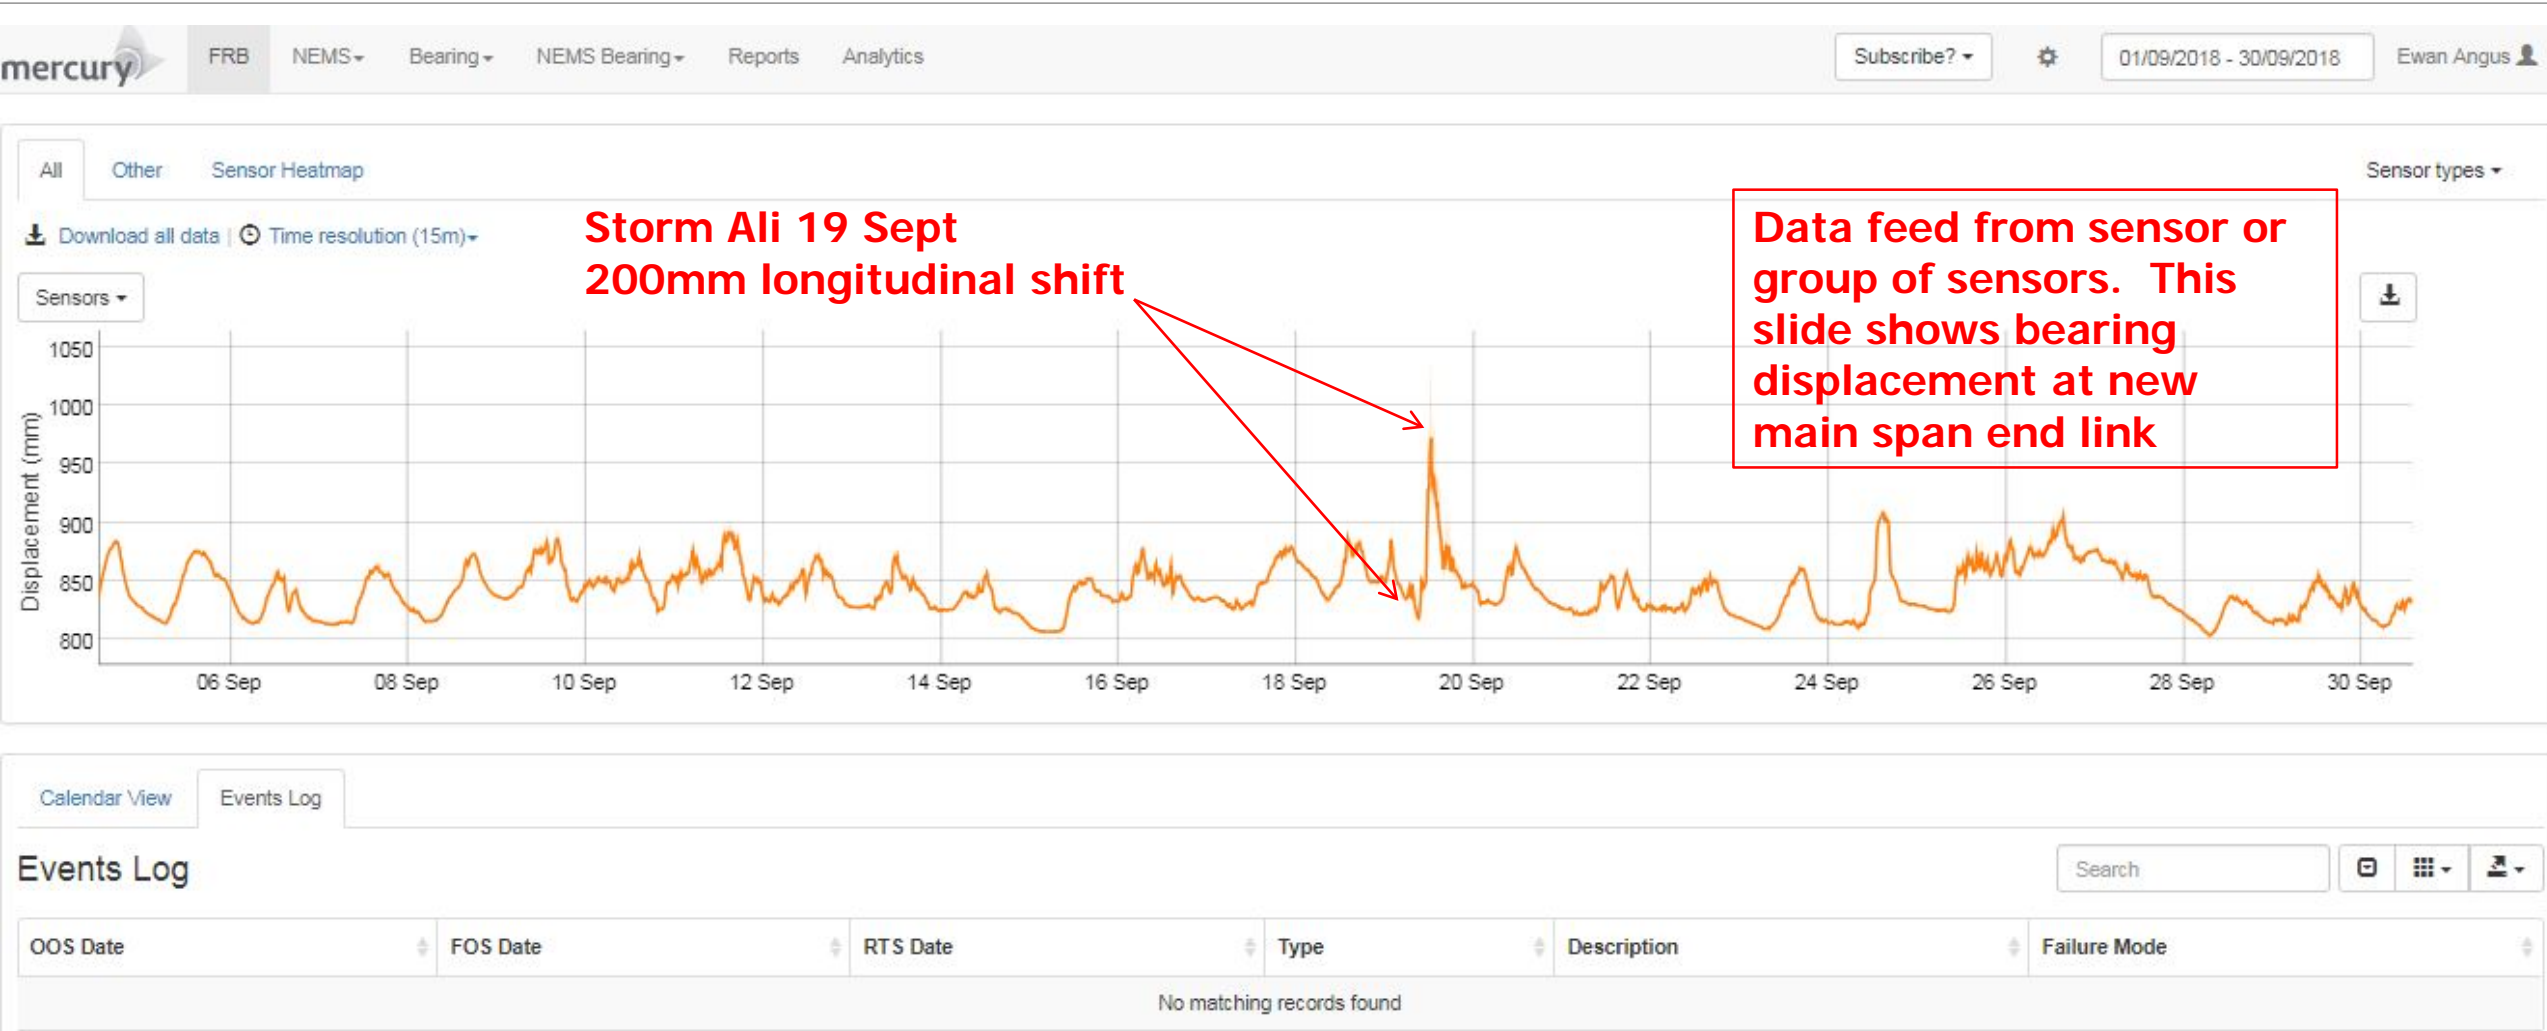 mercury FRB NEMS Bearing NEMS Bearing Reports Analytics Subscribe? 01/09/2018 - 30/09/2018 Ewan Angus
All Other Sensor Heatmap Sensor types
Download all data | Time resolution (15m)
Sensors
Storm Ali 19 Sept
200mm longitudinal shift
Data feed from sensor or
group of sensors. This
slide shows bearing
displacement at new
main span end link
Displacement (mm)
1050
1000
950
900
850
800
06 Sep 08 Sep 10 Sep 12 Sep 14 Sep 16 Sep 18 Sep 20 Sep 22 Sep 24 Sep 26 Sep 28 Sep 30 Sep
Calendar View Events Log
Events Log Search
OOS Date FOS Date RTS Date Type Description Failure Mode
No matching records found